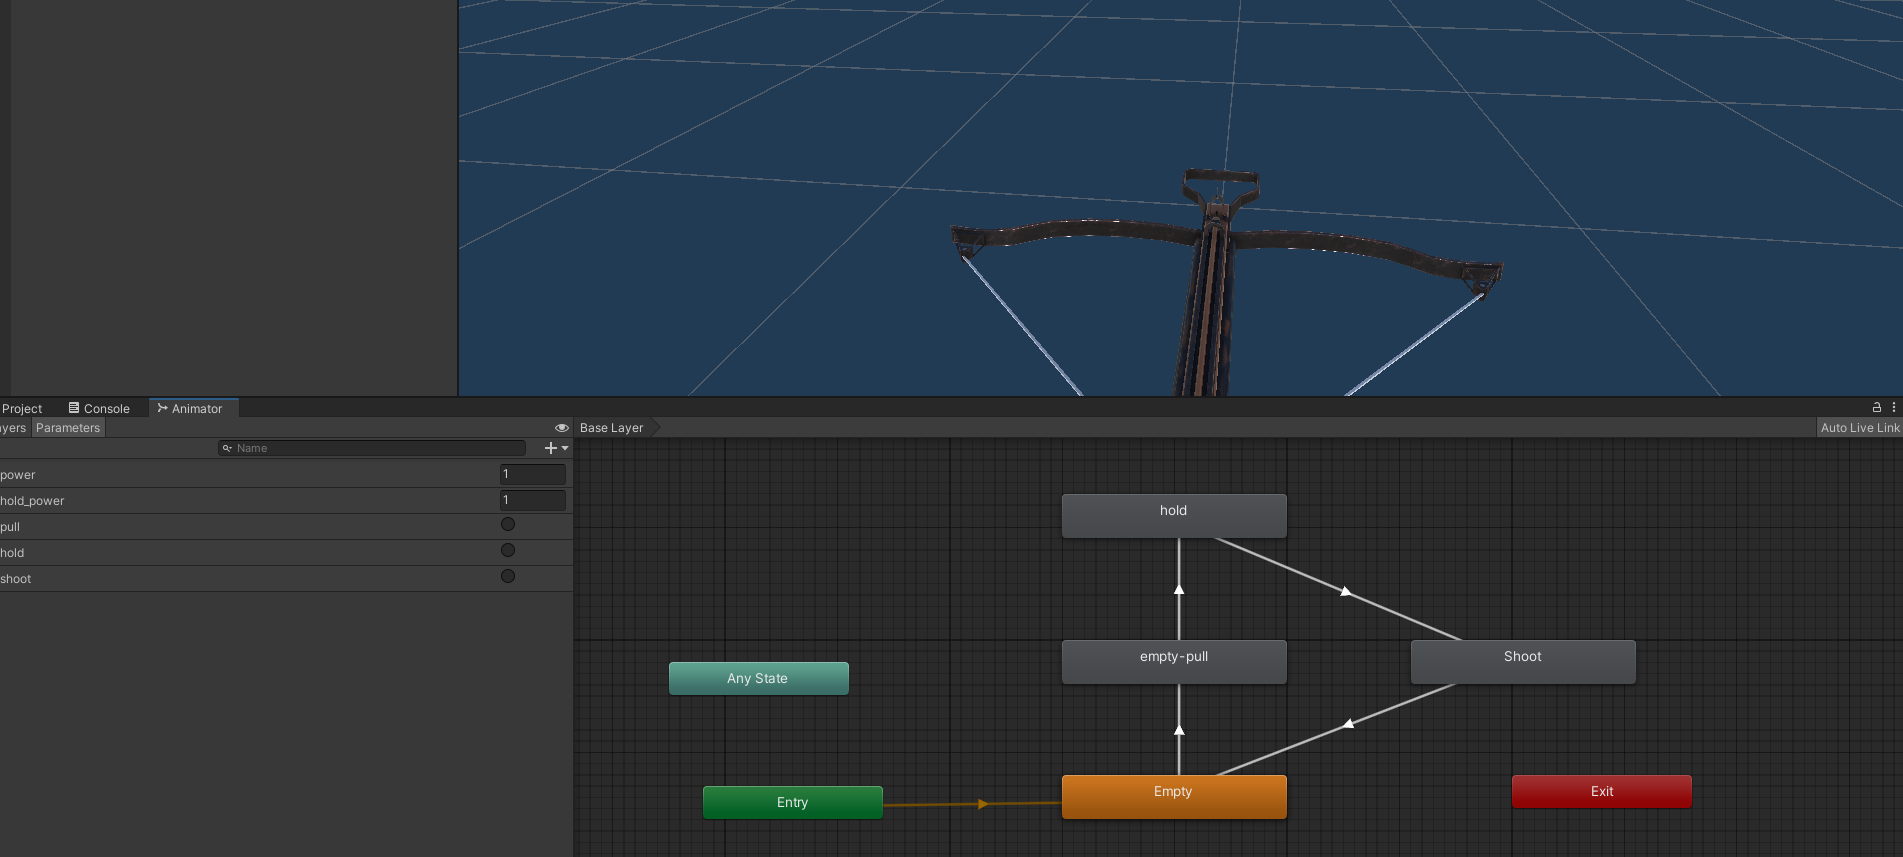 Project Console Animator
ayers Parameters Base Layer Auto Live Link
Name
power 1
hold_power 1
pull
hold
shoot
hold
empty-pull Shoot
Any State
Empty Exit
Entry